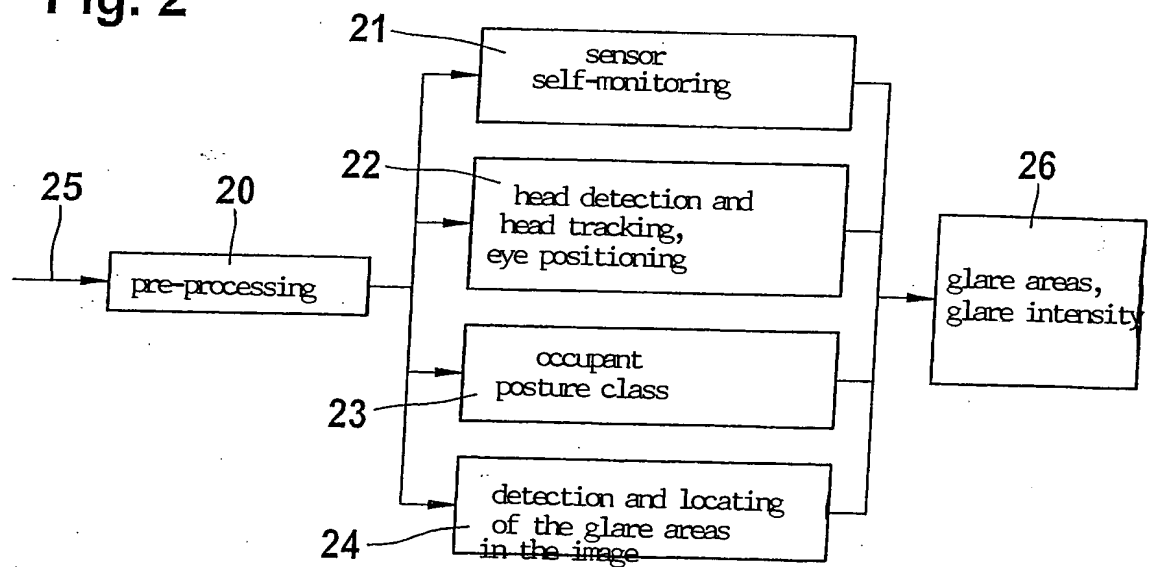 Fig. 2
21
sensor
self-monitoring
22
head detection and
head tracking,
eye positioning
25
20
pre-processing
26
glare areas,
glare intensity
occupant
posture class
23
detection and locating
of the glare areas
in the image
24